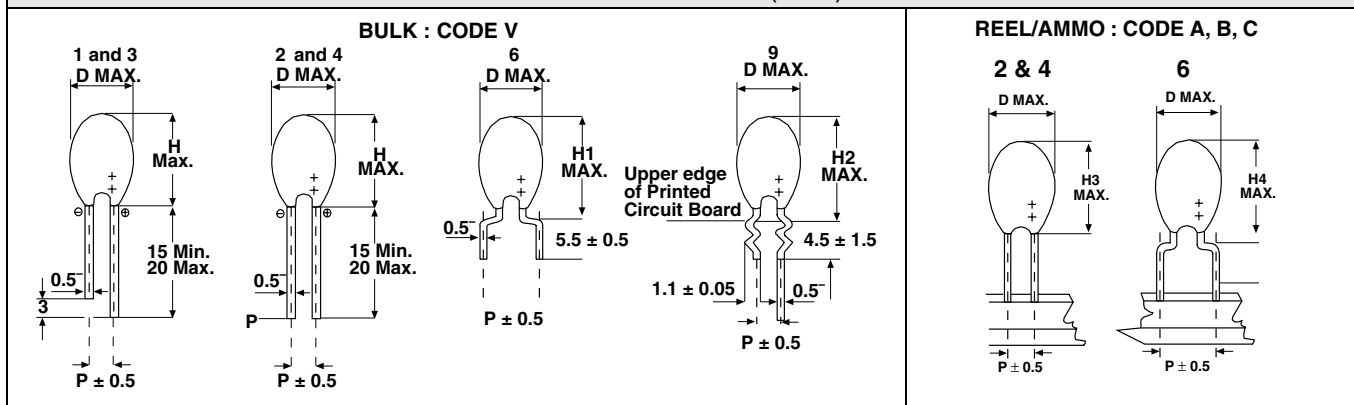 BULK : CODE V
1 and 3
D MAX.
H
Max.
+
+
⊖
⊕
15 Min.
20 Max.
0.5‾
3
P ± 0.5
2 and 4
D MAX.
H
MAX.
+
+
⊖
⊕
15 Min.
20 Max.
0.5‾
P
P ± 0.5
6
D MAX.
H1
MAX.
+
+
0.5‾
5.5 ± 0.5
P ± 0.5
9
D MAX.
H2
MAX.
+
+
Upper edge
of Printed
Circuit Board
4.5 ± 1.5
1.1 ± 0.05
0.5‾
P ± 0.5
REEL/AMMO : CODE A, B, C
2 & 4
D MAX.
H3
MAX.
+
+
P ± 0.5
6
D MAX.
H4
MAX.
+
+
P ± 0.5